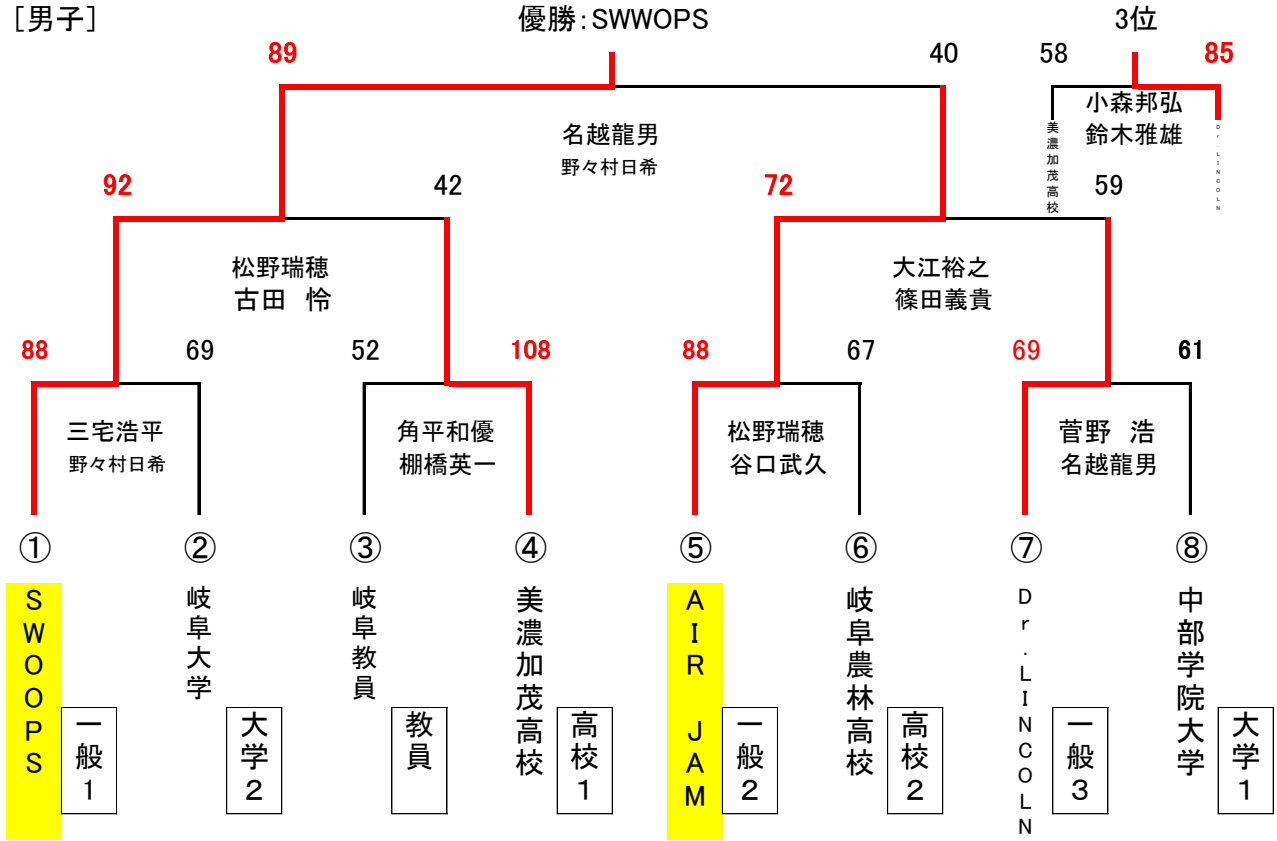 ［男子］
優勝：SWWOPS
3位
89
40
58
85
名越龍男
野々村日希
小森邦弘
鈴木雅雄
美濃加茂高校
Dr.LINCOLN
92
42
72
59
松野瑞穂
古田　怜
大江裕之
篠田義貴
88
69
52
108
88
67
69
61
三宅浩平
野々村日希
角平和優
棚橋英一
松野瑞穂
谷口武久
菅野　浩
名越龍男
①
②
③
④
⑤
⑥
⑦
⑧
SWOOPS
一般1
岐阜大学
大学2
岐阜教員
教員
美濃加茂高校
高校1
AIR JAM
一般2
岐阜農林高校
高校2
Dr.LINCOLN
一般3
中部学院大学
大学1